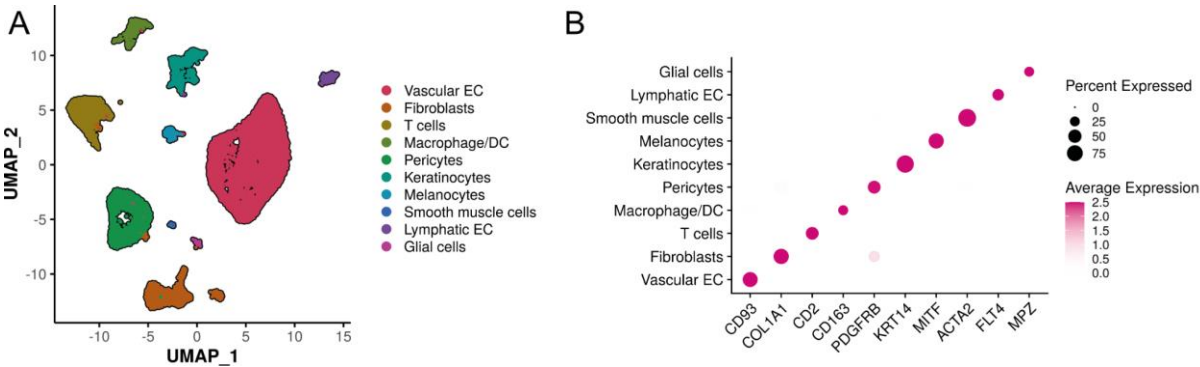 A
UMAP_2
10
5
0
-5
-10
-10
-5
0
5
10
15
UMAP_1
Vascular EC
Fibroblasts
T cells
Macrophage/DC
Pericytes
Keratinocytes
Melanocytes
Smooth muscle cells
Lymphatic EC
Glial cells
B
Glial cells
Lymphatic EC
Smooth muscle cells
Melanocytes
Keratinocytes
Pericytes
Macrophage/DC
T cells
Fibroblasts
Vascular EC
CD93
COL1A1
CD2
CD163
PDGFRB
KRT14
MITF
ACTA2
FLT4
MPZ
Percent Expressed
0
25
50
75
Average Expression
2.5
2.0
1.5
1.0
0.5
0.0